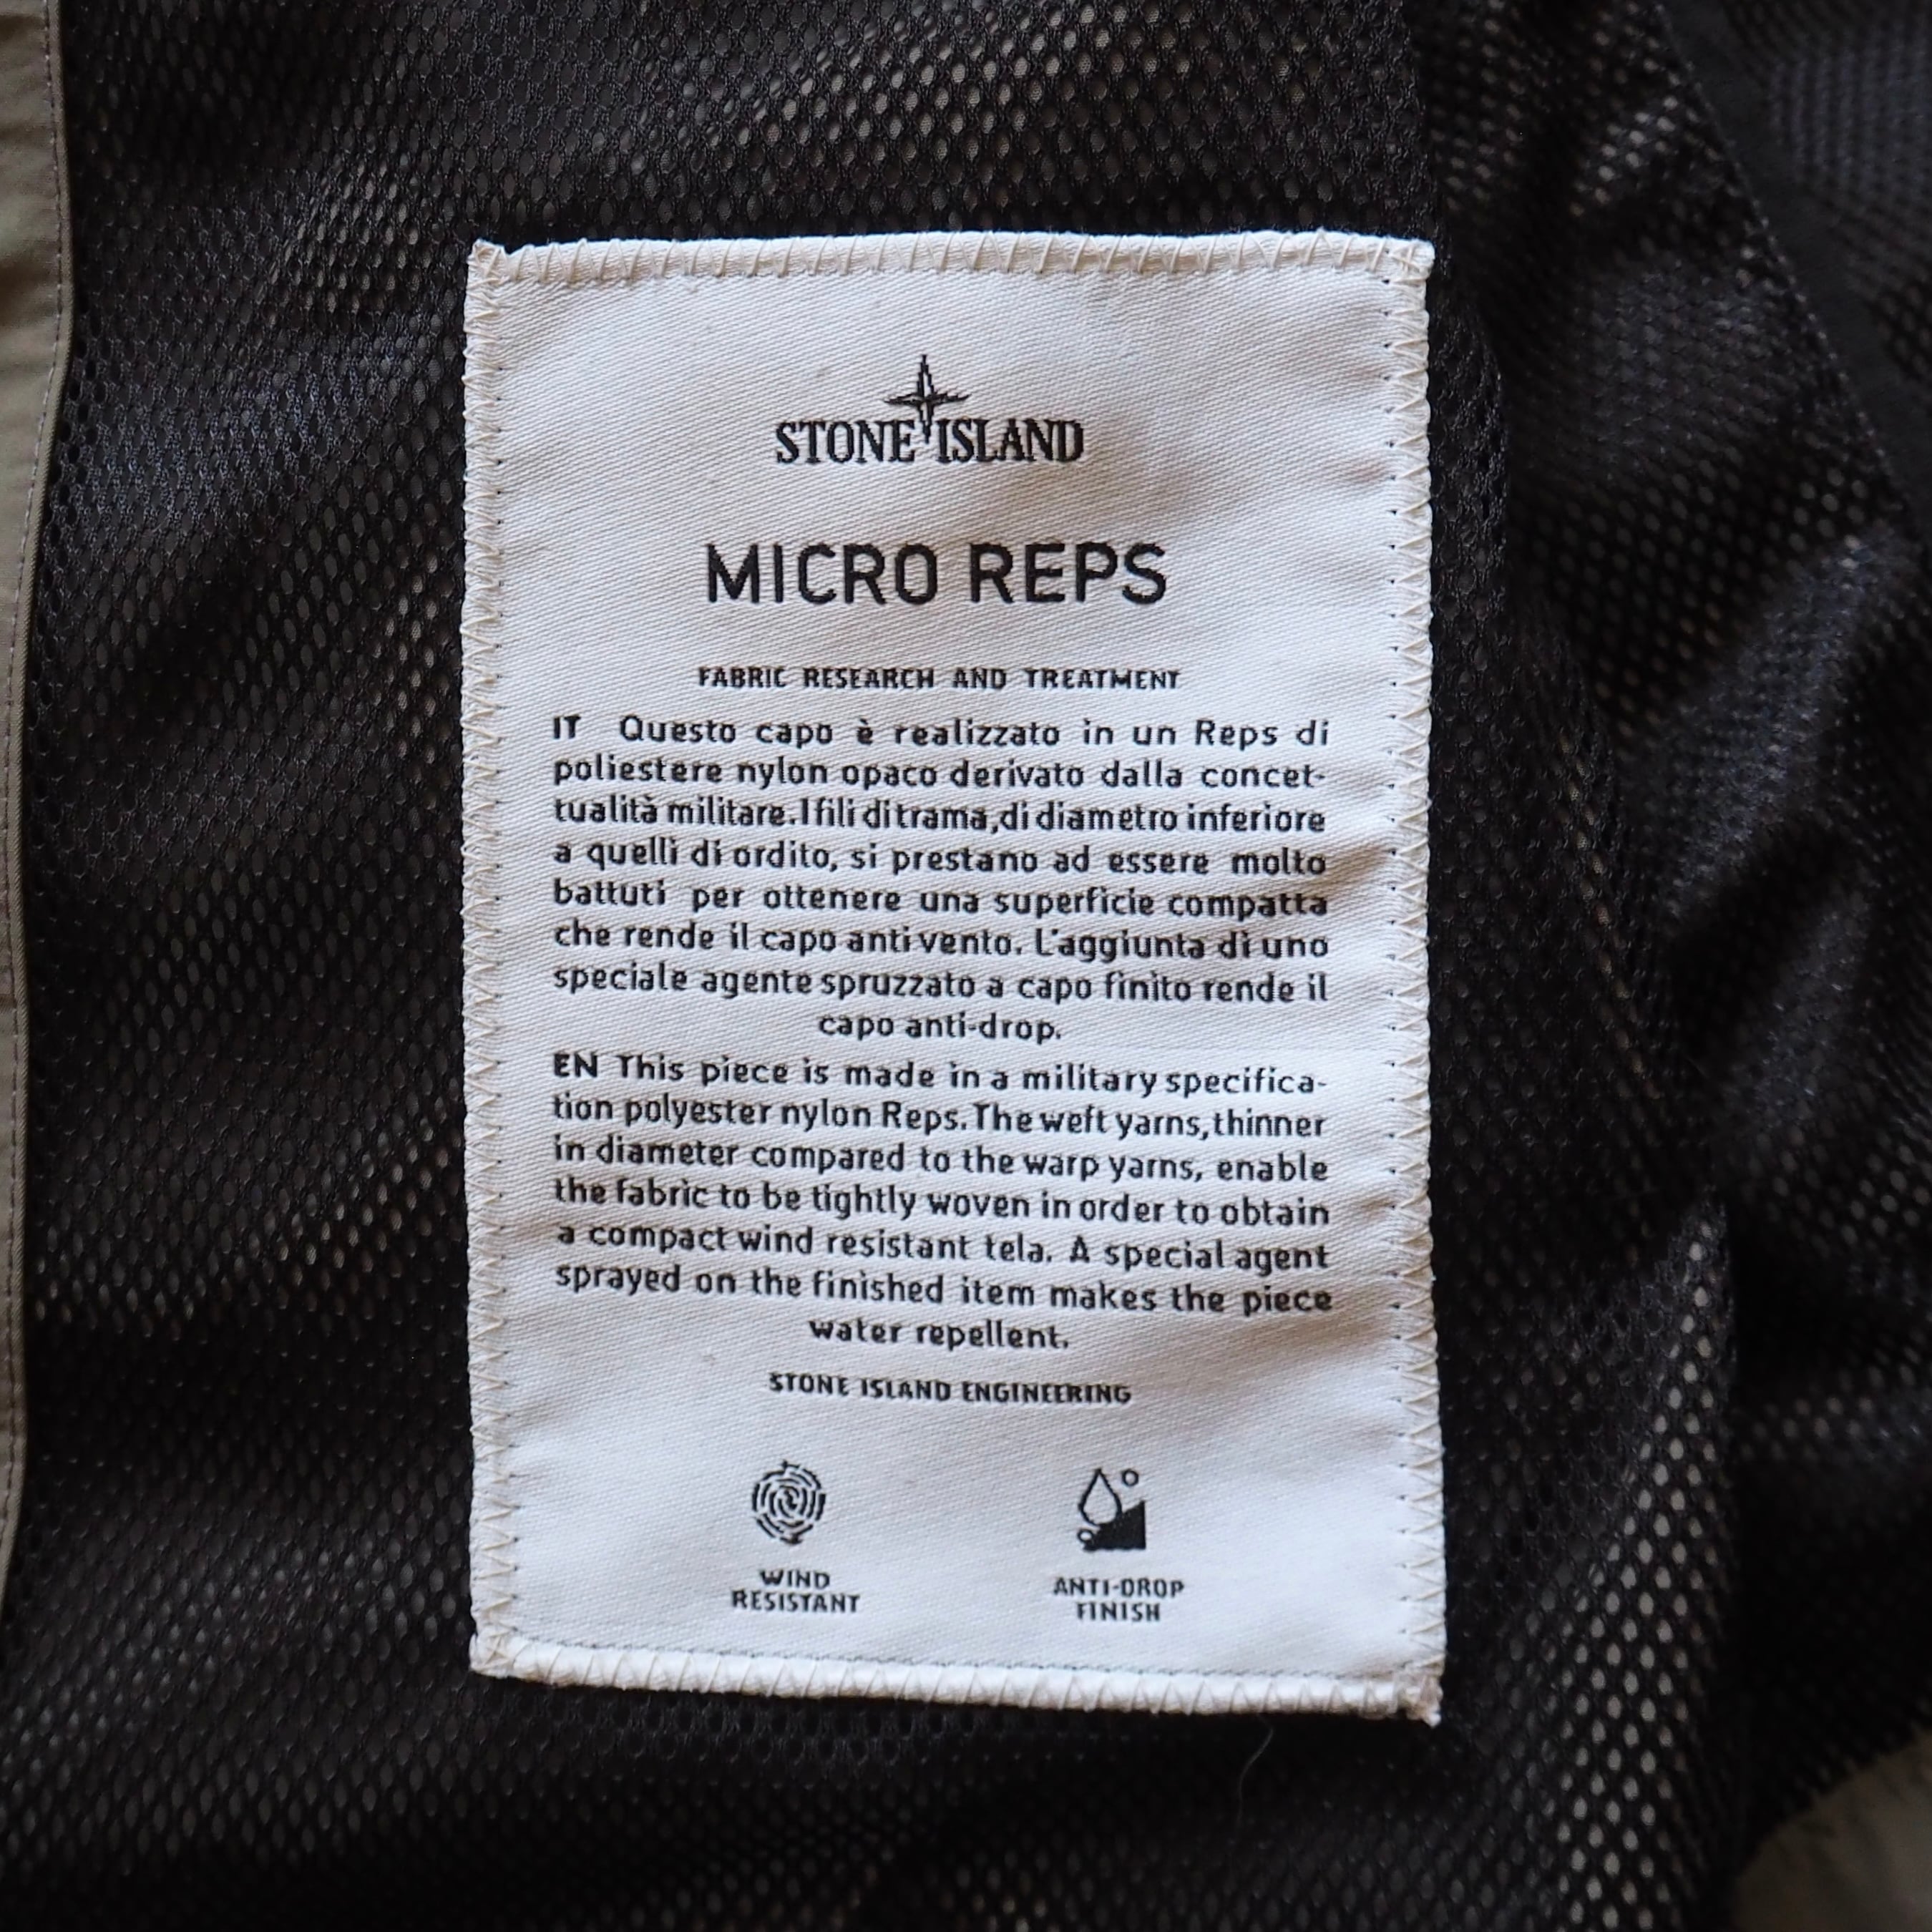 STONE ISLAND
MICRO REPS
FABRIC RESEARCH AND TREATMENT
IT Questo capo è realizzato in un Reps di
poliestere nylon opaco derivato dalla concet-
tualità militare. I fili di trama, di diametro inferiore
a quelli di ordito, si prestano ad essere molto
battuti per ottenere una superficie compatta
che rende il capo anti vento. L'aggiunta di uno
speciale agente spruzzato a capo finito rende il
capo anti-drop.
EN This piece is made in a military specifica-
tion polyester nylon Reps. The weft yarns, thinner
in diameter compared to the warp yarns, enable
the fabric to be tightly woven in order to obtain
a compact wind resistant tela. A special agent
sprayed on the finished item makes the piece
water repellent.
STONE ISLAND ENGINEERING
WIND
RESISTANT
ANTI-DROP
FINISH